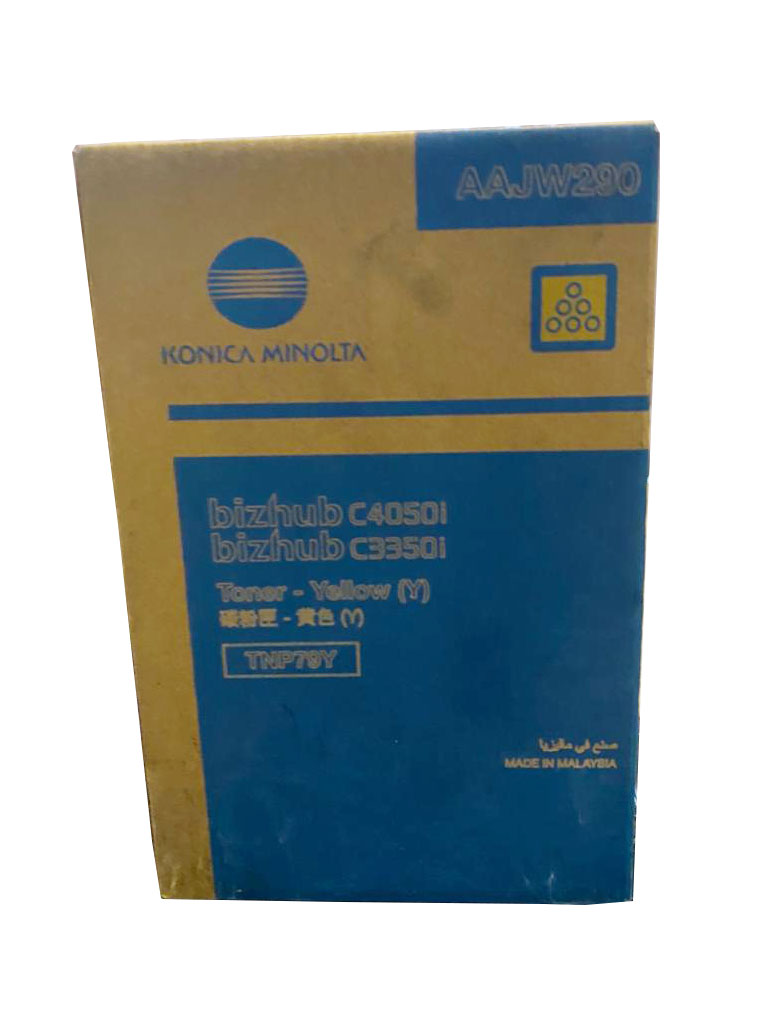 AAJW290
KONICA MINOLTA
bizhub C4050i
bizhub C3350i
Toner - Yellow (Y)
碳粉匣 - 黃色 (Y)
TNP79Y
صنع في ماليزيا
MADE IN MALAYSIA